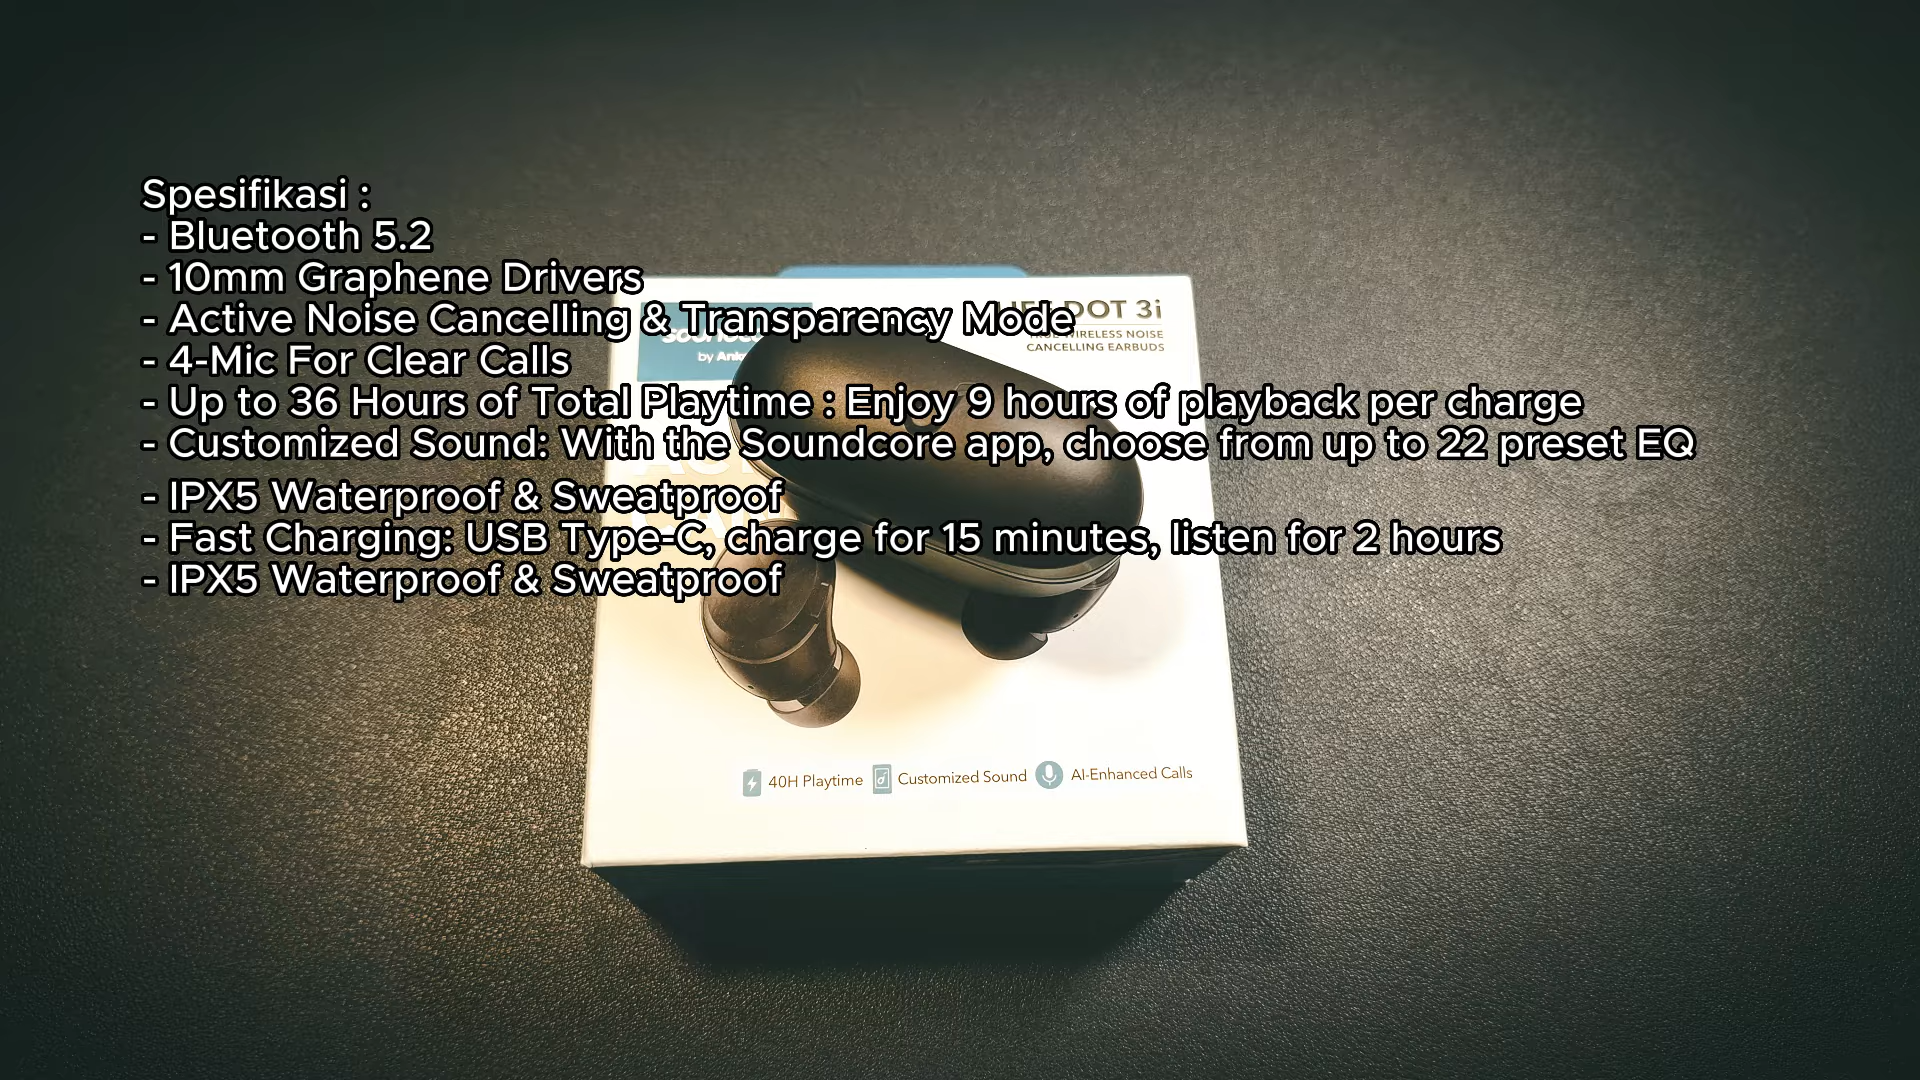 Spesifikasi :
- Bluetooth 5.2
- 10mm Graphene Drivers
- Active Noise Cancelling & Transparency Mode
- 4-Mic For Clear Calls
- Up to 36 Hours of Total Playtime : Enjoy 9 hours of playback per charge
- Customized Sound: With the Soundcore app, choose from up to 22 preset EQ
- IPX5 Waterproof & Sweatproof
- Fast Charging: USB Type-C, charge for 15 minutes, listen for 2 hours
- IPX5 Waterproof & Sweatproof
by
DOT 3i
WIRELESS NOISE
CANCELLING EARBUDS
40H Playtime
Customized Sound
AI-Enhanced Calls